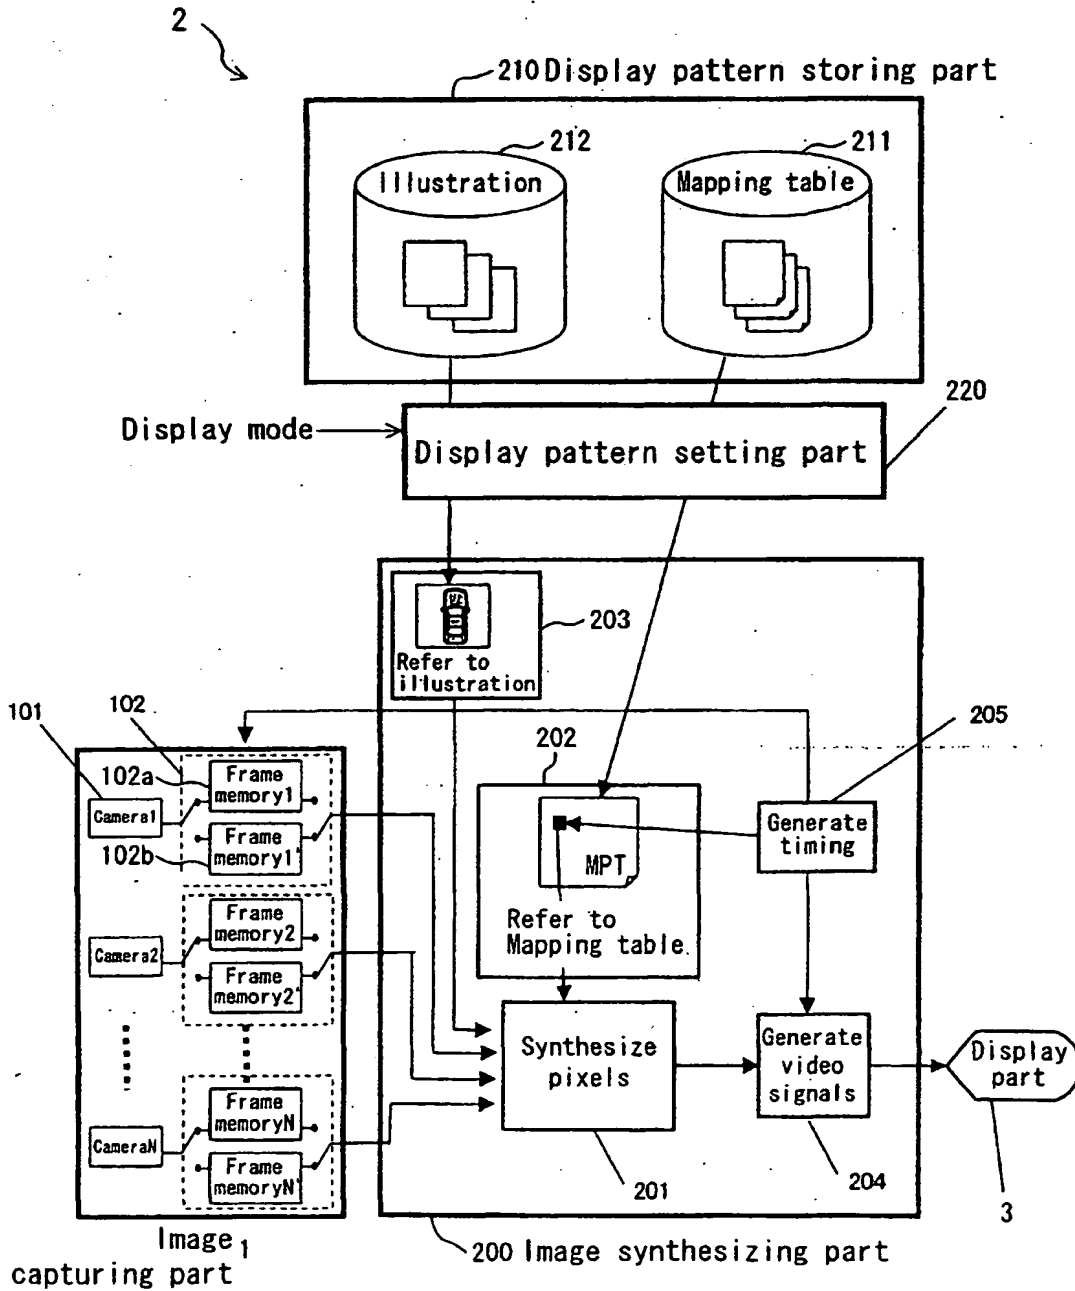 2
210 Display pattern storing part
212
211
Illustration
Mapping table
220
Display mode
Display pattern setting part
203
Refer to
illustration
101
102
205
202
102a
Frame
memory1
Camera1
Frame
memory1'
102b
Generate
timing
MPT
Refer to
Mapping table
Frame
memory2
Camera2
Frame
memory2'
Synthesize
pixels
Generate
video
signals
Display
part
Frame
memoryN
CameraN
Frame
memoryN'
201
204
3
Image 1
capturing part
200 Image synthesizing part